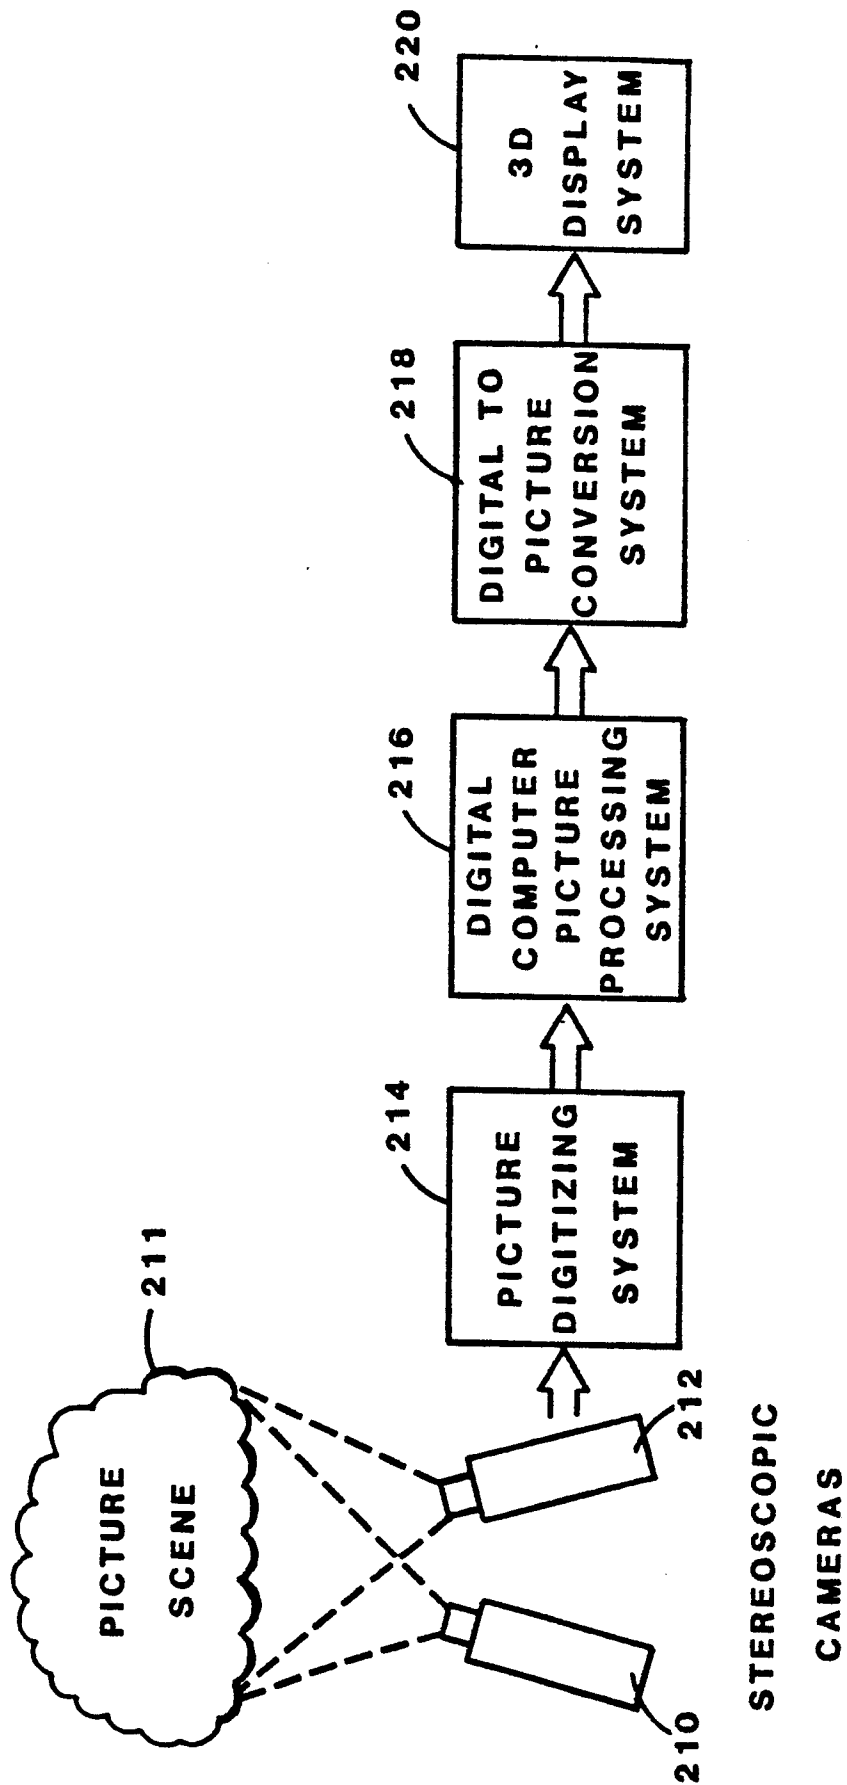 211
PICTURE
SCENE
210
212
STEREOSCOPIC
CAMERAS
214
PICTURE
DIGITIZING
SYSTEM
216
DIGITAL
COMPUTER
PICTURE
PROCESSING
SYSTEM
218
DIGITAL TO
PICTURE
CONVERSION
SYSTEM
220
3D
DISPLAY
SYSTEM